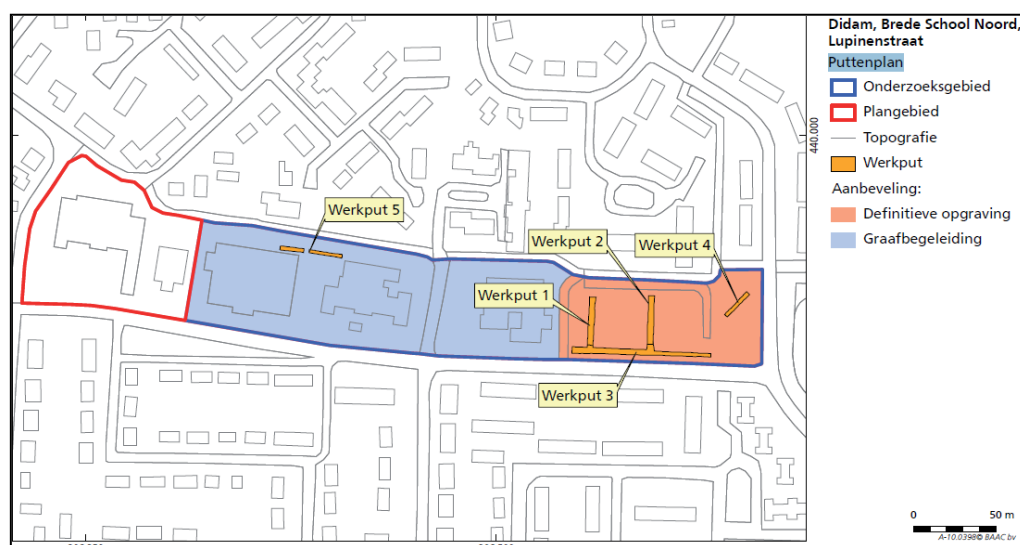 Didam, Brede School Noord,
Lupinenstraat
Puttenplan
Onderzoeksgebied
Plangebied
Topografie
Werkput
Aanbeveling:
Definitieve opgraving
Graafbegeleiding
440.000
Werkput 5
Werkput 2
Werkput 4
Werkput 1
Werkput 3
0 50 m
A-10.0398© BAAC bv